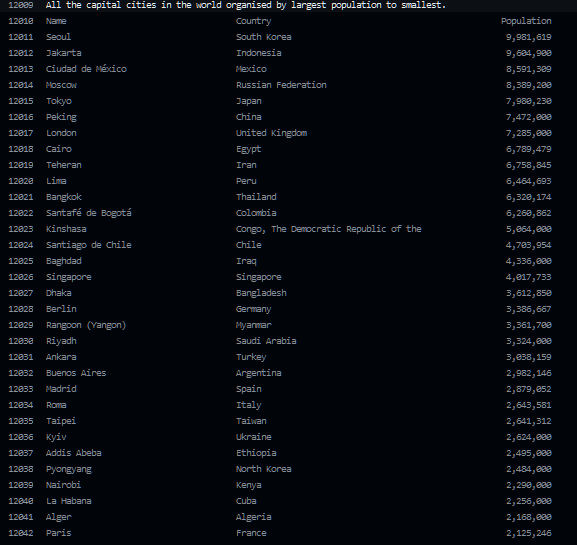 12009 All the capital cities in the world organised by largest population to smallest.
12010 Name Country Population
12011 Seoul South Korea 9,981,619
12012 Jakarta Indonesia 9,604,900
12013 Ciudad de México Mexico 8,591,309
12014 Moscow Russian Federation 8,389,200
12015 Tokyo Japan 7,980,230
12016 Peking China 7,472,000
12017 London United Kingdom 7,285,000
12018 Cairo Egypt 6,789,479
12019 Teheran Iran 6,758,845
12020 Lima Peru 6,464,693
12021 Bangkok Thailand 6,320,174
12022 Santafé de Bogotá Colombia 6,260,862
12023 Kinshasa Congo, The Democratic Republic of the 5,064,000
12024 Santiago de Chile Chile 4,703,954
12025 Baghdad Iraq 4,336,000
12026 Singapore Singapore 4,017,733
12027 Dhaka Bangladesh 3,612,850
12028 Berlin Germany 3,386,667
12029 Rangoon (Yangon) Myanmar 3,361,700
12030 Riyadh Saudi Arabia 3,324,000
12031 Ankara Turkey 3,038,159
12032 Buenos Aires Argentina 2,982,146
12033 Madrid Spain 2,879,052
12034 Roma Italy 2,643,581
12035 Taipei Taiwan 2,641,312
12036 Kyiv Ukraine 2,624,000
12037 Addis Abeba Ethiopia 2,495,000
12038 Pyongyang North Korea 2,484,000
12039 Nairobi Kenya 2,290,000
12040 La Habana Cuba 2,256,000
12041 Alger Algeria 2,168,000
12042 Paris France 2,125,246